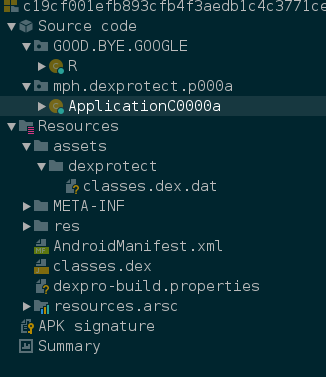 c19cf001efb893cfb4f3aedb1c4c3771ce
Source code
GOOD.BYE.GOOGLE
R
mph.dexprotect.p000a
ApplicationC0000a
Resources
assets
dexprotect
classes.dex.dat
META-INF
res
AndroidManifest.xml
classes.dex
dexpro-build.properties
resources.arsc
APK signature
Summary